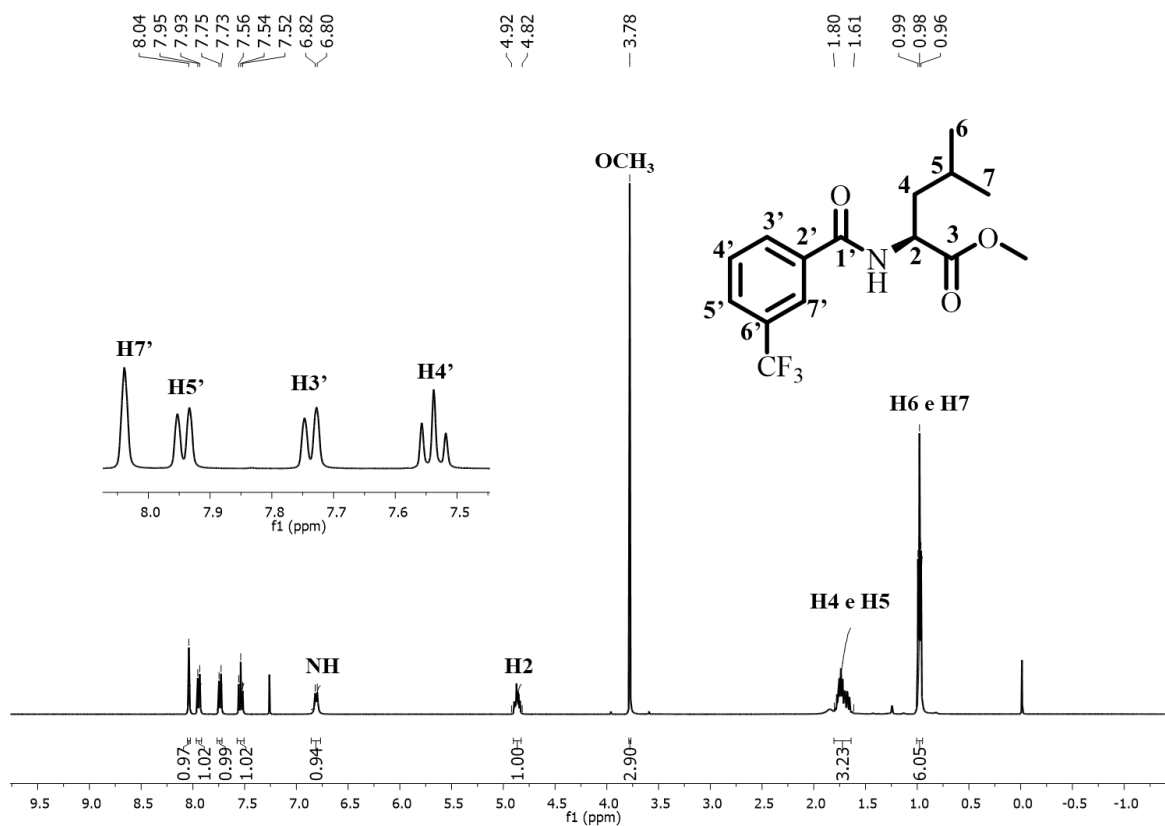 8.04 7.95 7.93 7.75 7.73 7.56 7.54 7.52 6.82 6.80 4.92 4.82 3.78 1.80 1.61 0.99 0.98 0.96
OCH₃
6
5
4
7
O
3'
2'
3
4'
1'
N
2
O
H
5'
7'
O
6'
CF₃
H7'
H5'
H3'
H4'
H6 e H7
8.0 7.9 7.8 7.7 7.6 7.5
f1 (ppm)
H4 e H5
NH
H2
0.97 1.02 0.99 1.02 0.94 1.00 2.90 3.23 6.05
9.5 9.0 8.5 8.0 7.5 7.0 6.5 6.0 5.5 5.0 4.5 4.0 3.5 3.0 2.5 2.0 1.5 1.0 0.5 0.0 -0.5 -1.0
f1 (ppm)